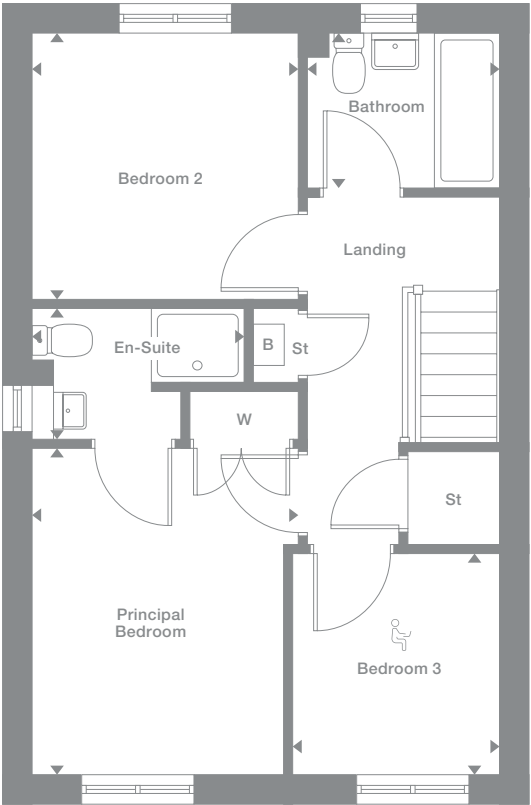 Bathroom
Bedroom 2
Landing
En-Suite
B
St
W
St
Principal
Bedroom
Bedroom 3